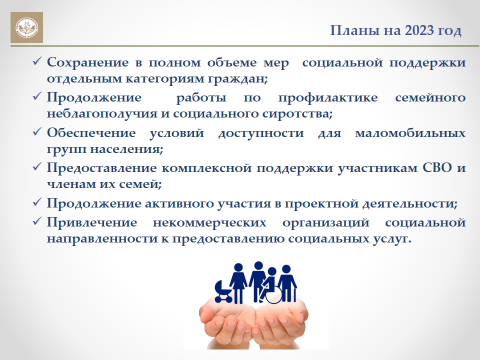 Планы на 2023 год
Сохранение в полном объеме мер социальной поддержки
отдельным категориям граждан;
Продолжение работы по профилактике семейного
неблагополучия и социального сиротства;
Обеспечение условий доступности для маломобильных
групп населения;
Предоставление комплексной поддержки участникам СВО и
членам их семей;
Продолжение активного участия в проектной деятельности;
Привлечение некоммерческих организаций социальной
направленности к предоставлению социальных услуг.